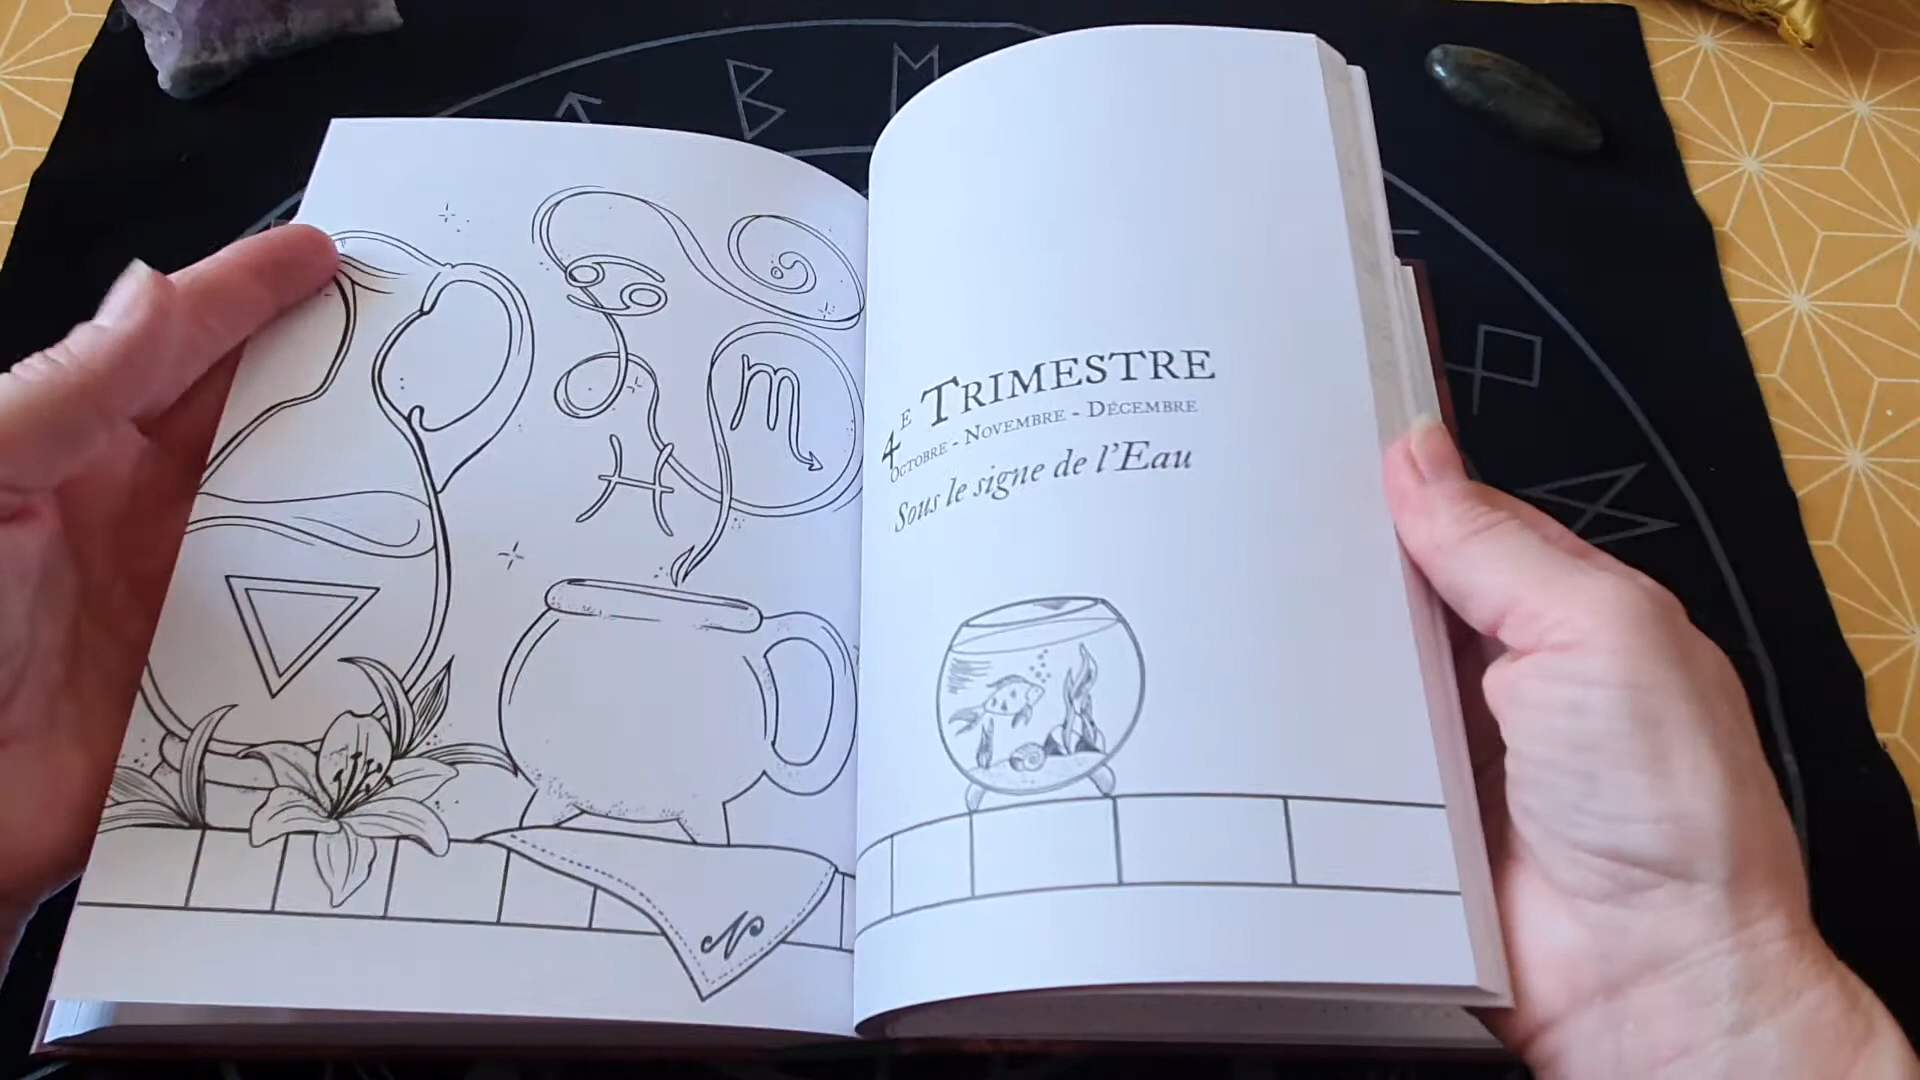 4E TRIMESTRE
OCTOBRE - NOVEMBRE - DÉCEMBRE
Sous le signe de l'Eau